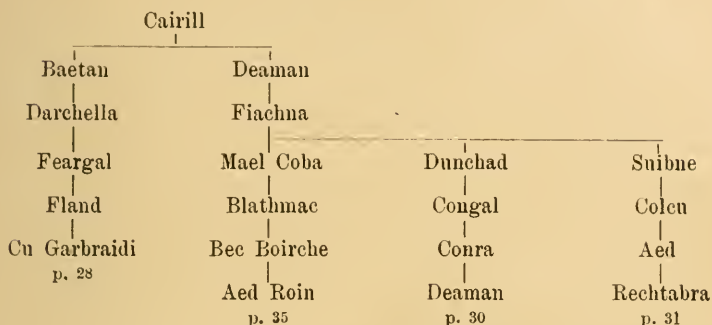 Cairill
Baetan Deaman
Darchella Fiachna
Feargal Mael Coba Dunchad Suibne
Fland Blathmac Congal Colcu
Cu Garbraidi Bec Boirche Conra Aed
p. 28
Aed Roin Deaman Rechtabra
p. 35 p. 30 p. 31